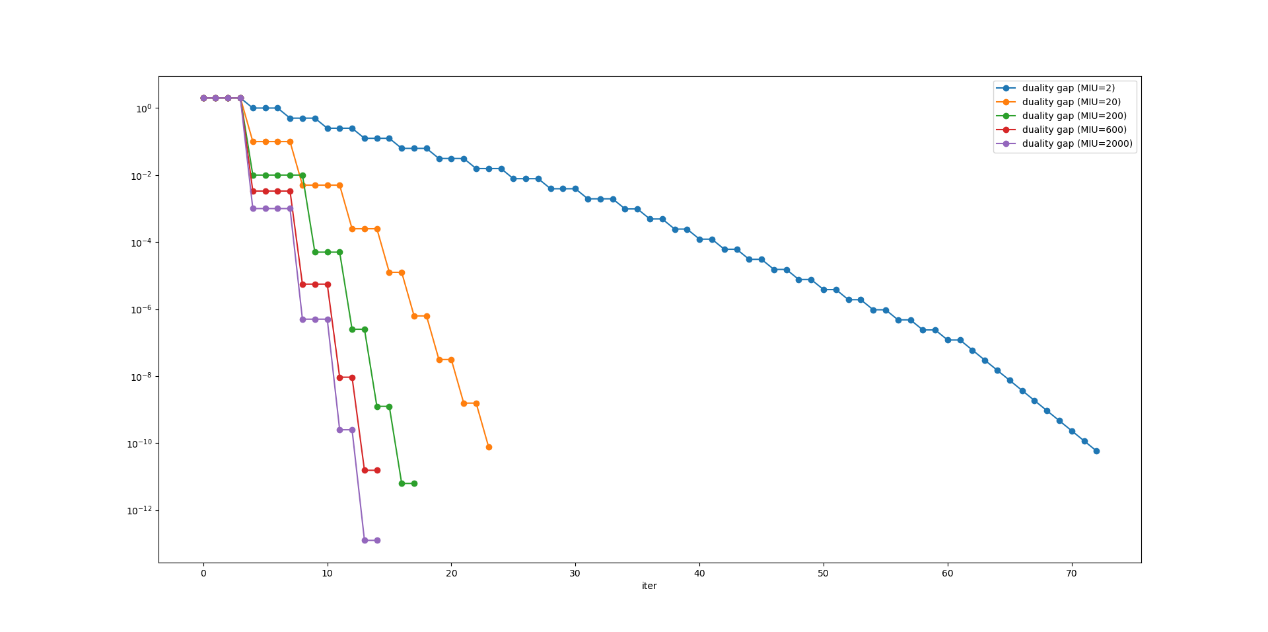 10⁰
10⁻²
10⁻⁴
10⁻⁶
10⁻⁸
10⁻¹⁰
10⁻¹²
duality gap (MIU=2)
duality gap (MIU=20)
duality gap (MIU=200)
duality gap (MIU=600)
duality gap (MIU=2000)
0 10 20 30 40 50 60 70
iter